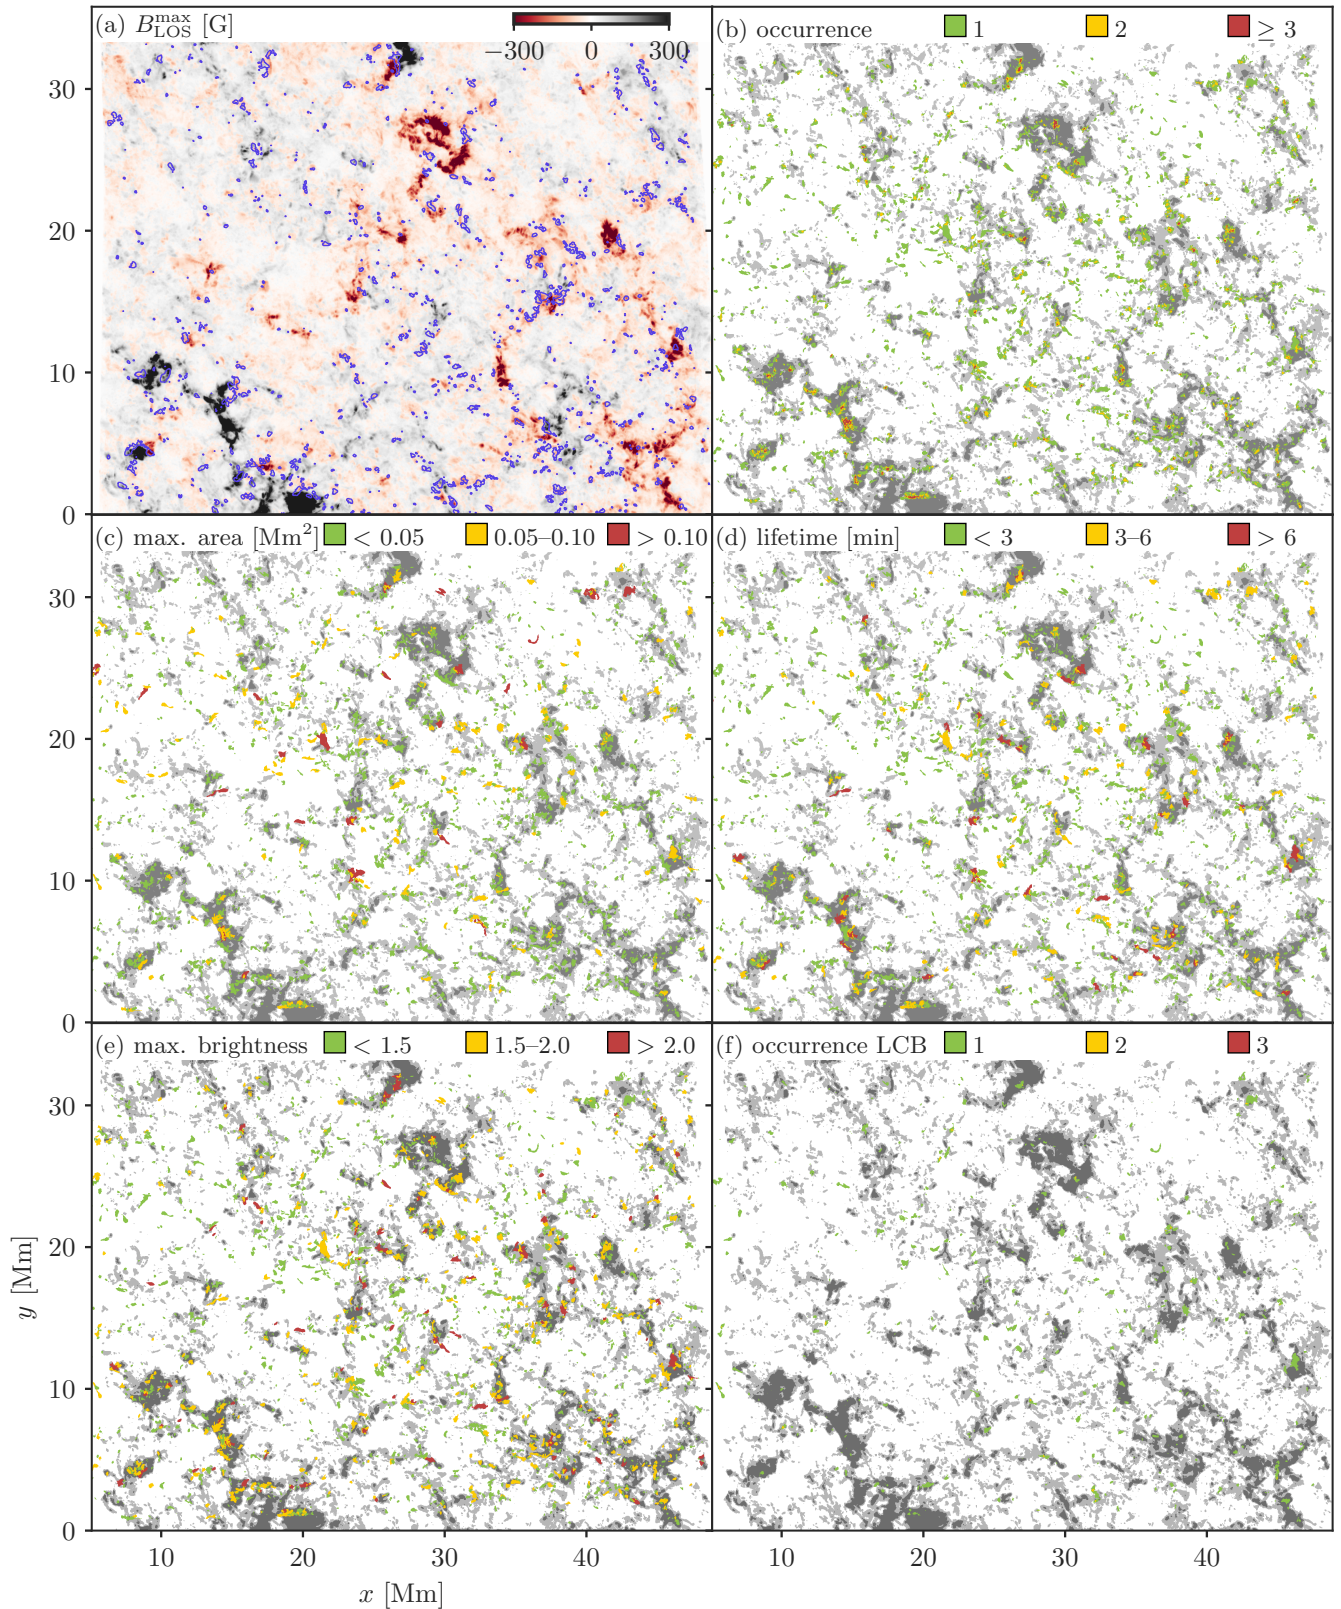 (a) B_LOS^max [G]
−300 0 300
(b) occurrence 1 2 ≥ 3
30
20
10
0
(c) max. area [Mm²] < 0.05 0.05–0.10 > 0.10
(d) lifetime [min] < 3 3–6 > 6
30
20
10
0
(e) max. brightness < 1.5 1.5–2.0 > 2.0
(f) occurrence LCB 1 2 3
30
20
10
0
y [Mm]
10 20 30 40
10 20 30 40
x [Mm]